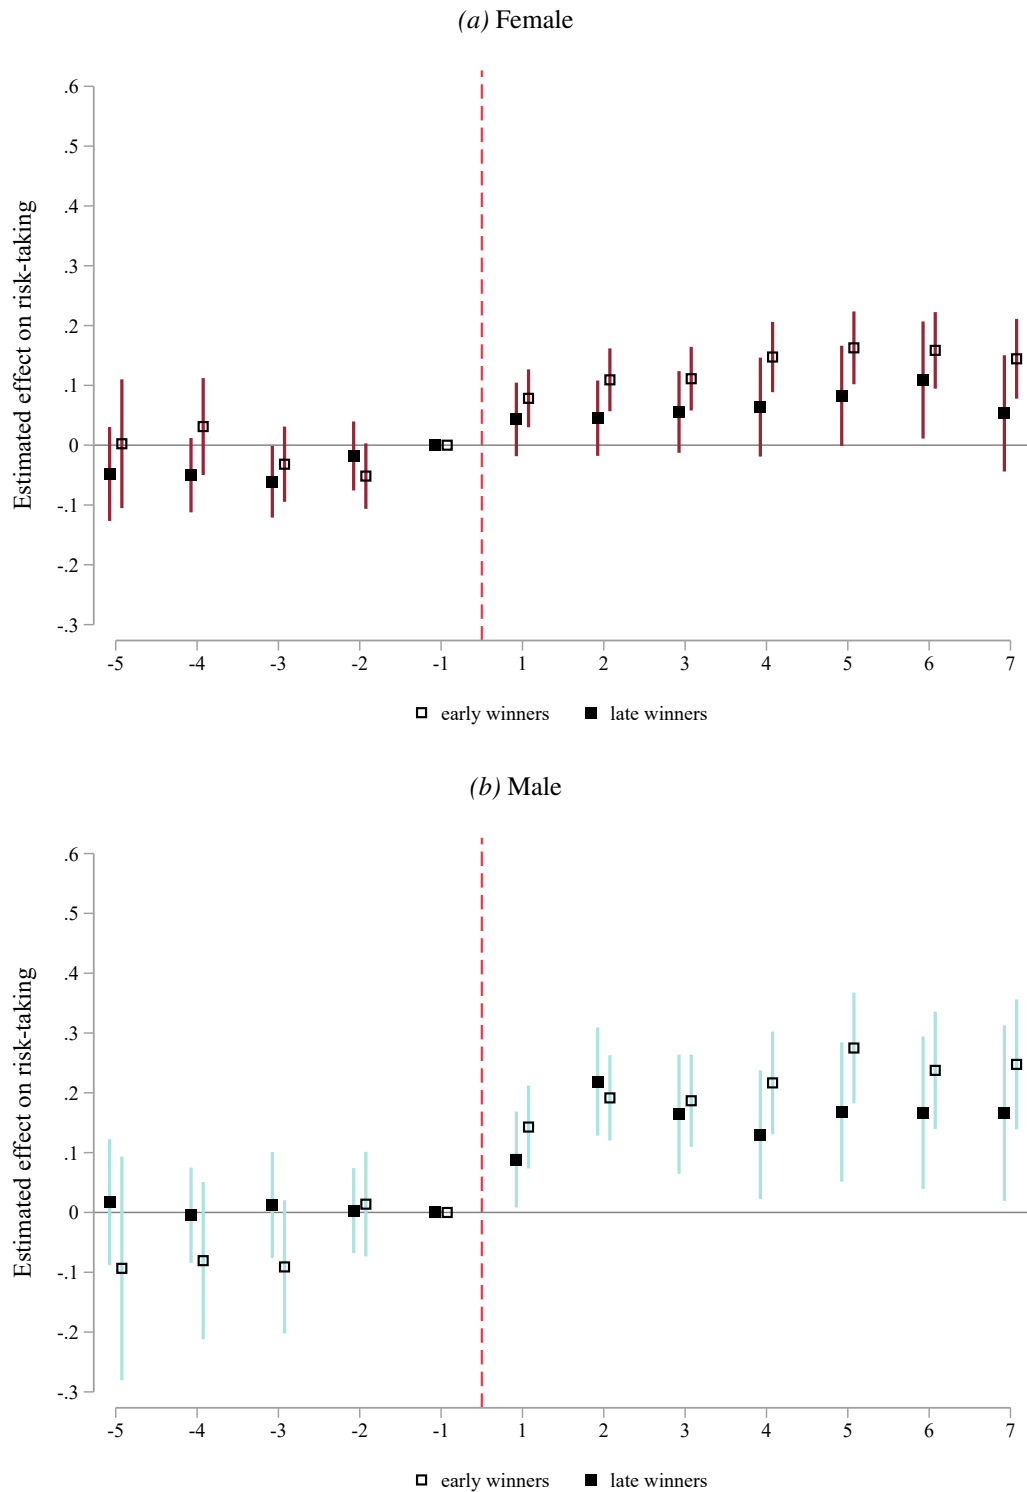 (a) Female
.6
.5
.4
.3
.2
.1
0
-.1
-.2
-.3
Estimated effect on risk-taking
-5 -4 -3 -2 -1 1 2 3 4 5 6 7
early winners late winners
(b) Male
.6
.5
.4
.3
.2
.1
0
-.1
-.2
-.3
Estimated effect on risk-taking
-5 -4 -3 -2 -1 1 2 3 4 5 6 7
early winners late winners